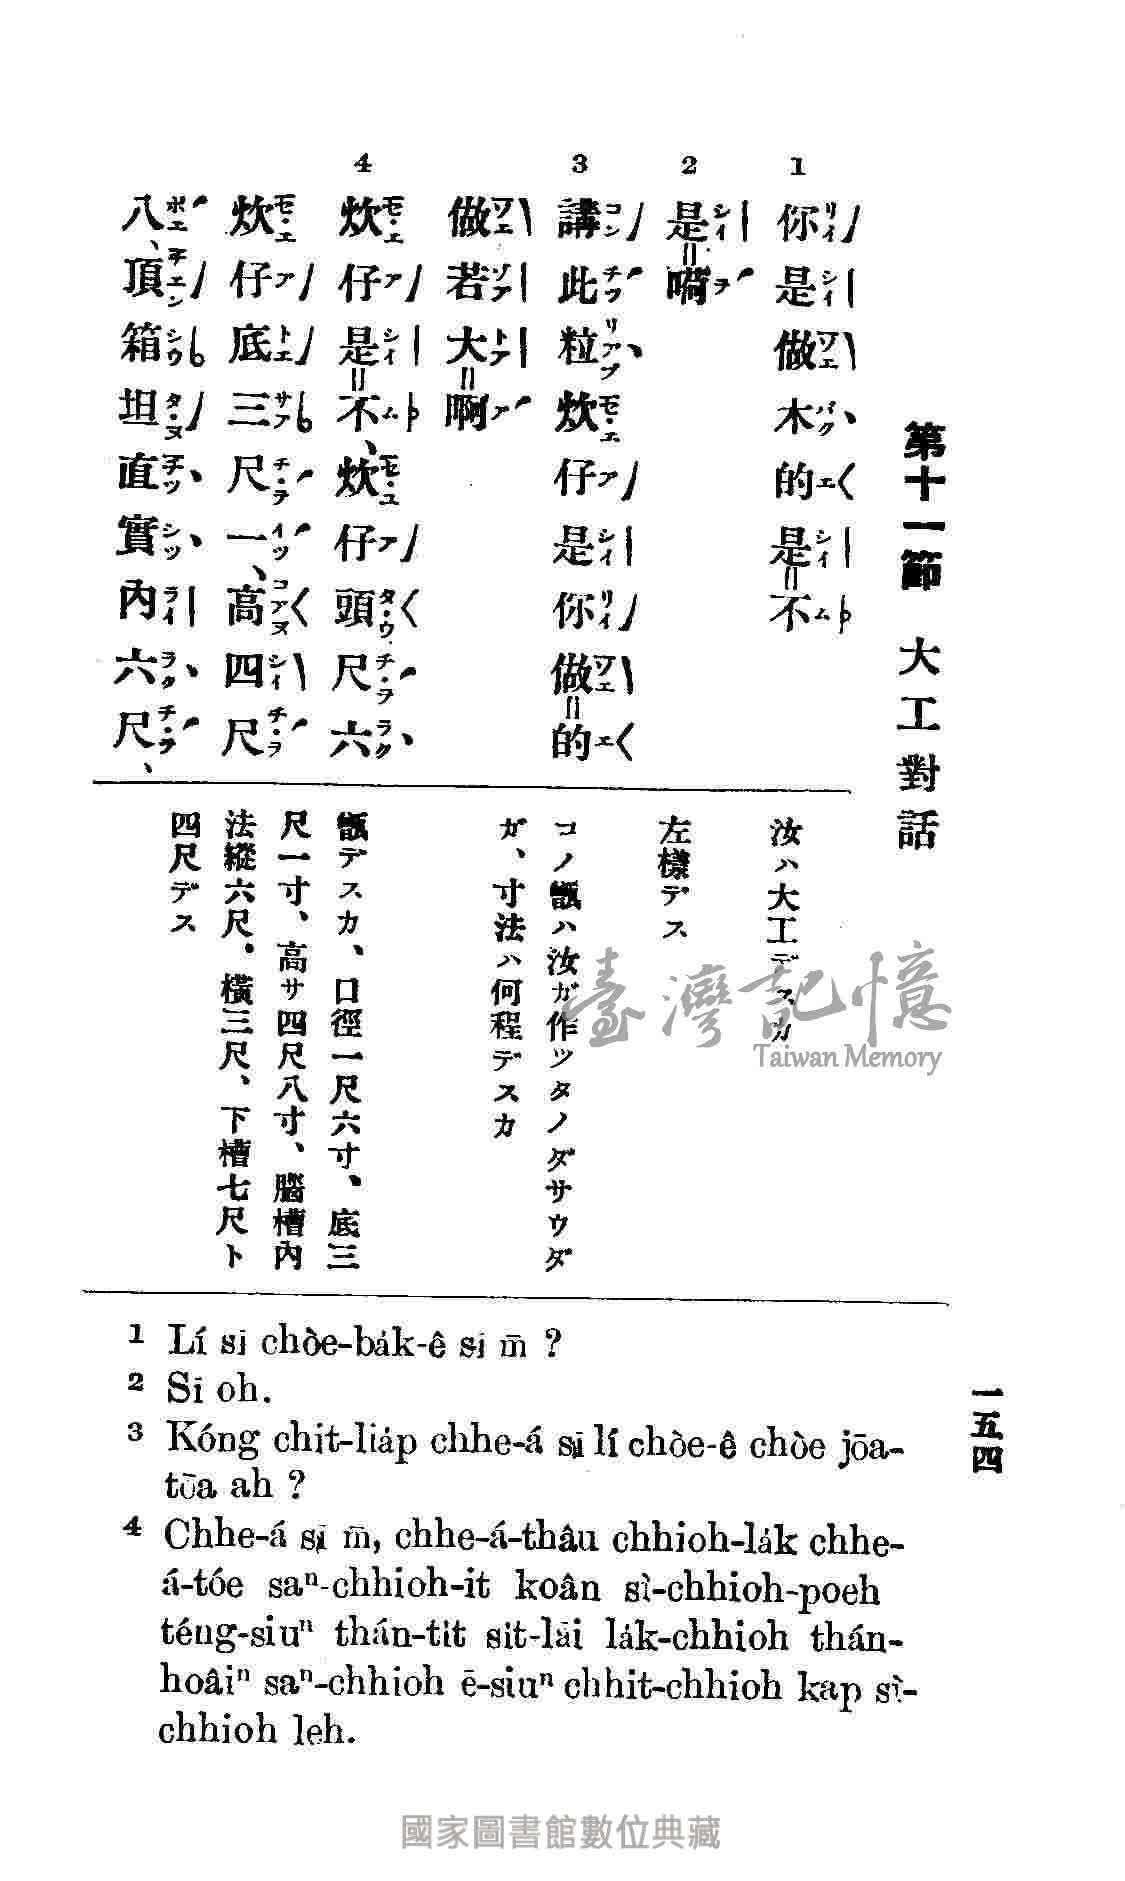 第十一節　大工對話
1 你是做木的是不
2 是嗬
3 講此粒炊仔是你做的
做若大啊
4 炊仔是不、炊仔頭尺六
炊仔底三尺一、高四尺
八、頂箱坦直實內六尺、
汝ハ大工デスカ
左樣デス
コノ甑ハ汝ガ作ツタノダサウダ
ガ、寸法ハ何程デスカ
甑デスカ、口徑一尺六寸、底三
尺一寸、高サ四尺八寸、腦槽內
法縱六尺、橫三尺、下槽七尺ト
四尺デス
1 Lí sī chòe-ba̍k-ê sī m̄ ?
2 Sī oh.
3 Kóng chit-lia̍p chhe-á sī lí chòe-ê chòe jōa-
tōa ah ?
4 Chhe-á sī m̄, chhe-á-thâu chhioh-la̍k chhe-
á-tóe saⁿ-chhioh-it koân sì-chhioh-poeh
téng-siuⁿ thán-ti̍t si̍t-lāi la̍k-chhioh thán-
hoâiⁿ saⁿ-chhioh ē-siuⁿ chhit-chhioh kap sì-
chhioh leh.
一五四
臺灣記憶
Taiwan Memory
國家圖書館數位典藏